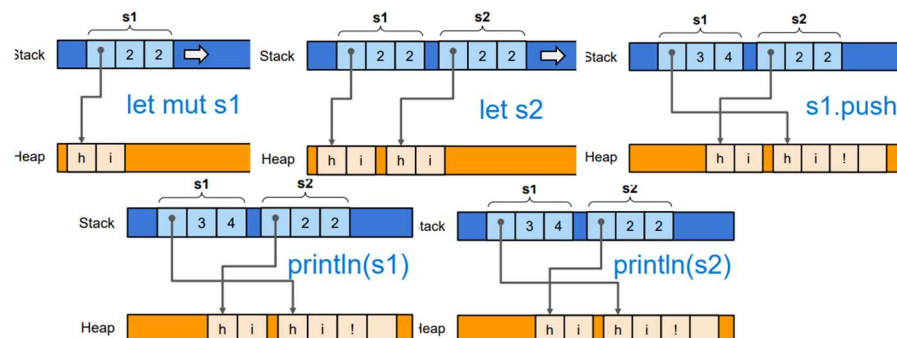 s1
Stack
2 2
let mut s1
Heap
h i
s1 s2
Stack
2 2 2 2
let s2
Heap
h i h i
s1 s2
Stack
3 4 2 2
s1.push
Heap
h i h i !
s1 s2
Stack
3 4 2 2
println(s1)
Heap
h i h i !
s1 s2
tack
3 4 2 2
println(s2)
Heap
h i h i !